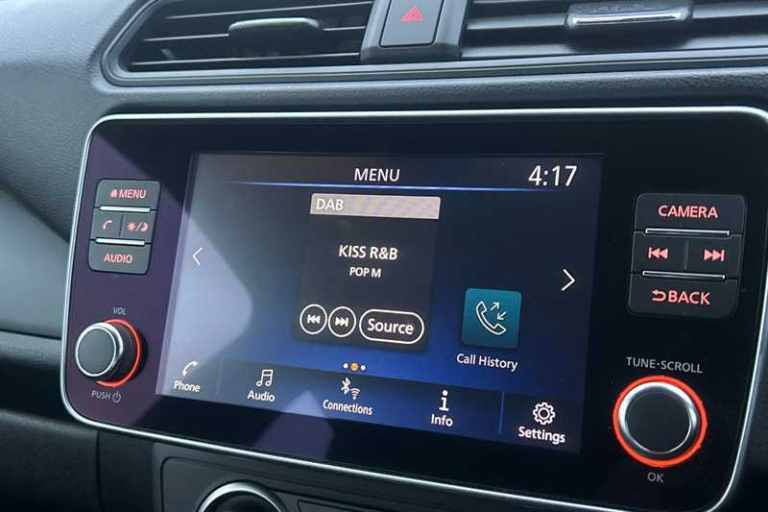 MENU
AUDIO
VOL
PUSH
MENU
4:17
DAB
KISS R&B
POP M
Source
Call History
Phone
Audio
Connections
Info
Settings
CAMERA
BACK
TUNE·SCROLL
OK